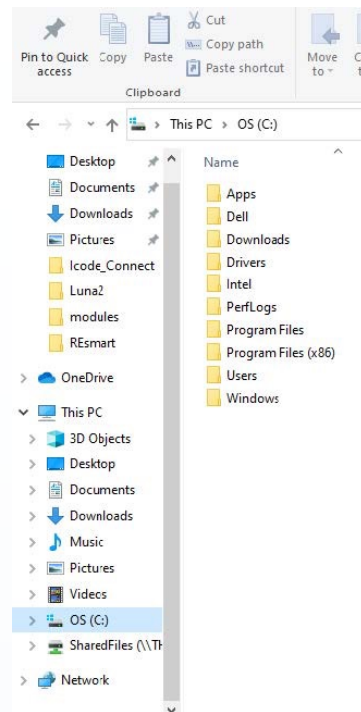 Cut
Copy path
Paste shortcut
Pin to Quick access
Copy
Paste
Move to
Clipboard
This PC > OS (C:)
Desktop
Documents
Downloads
Pictures
Icode_Connect
Luna2
modules
REsmart
OneDrive
This PC
3D Objects
Desktop
Documents
Downloads
Music
Pictures
Videos
OS (C:)
SharedFiles (\\TH
Network
Name
Apps
Dell
Downloads
Drivers
Intel
PerfLogs
Program Files
Program Files (x86)
Users
Windows